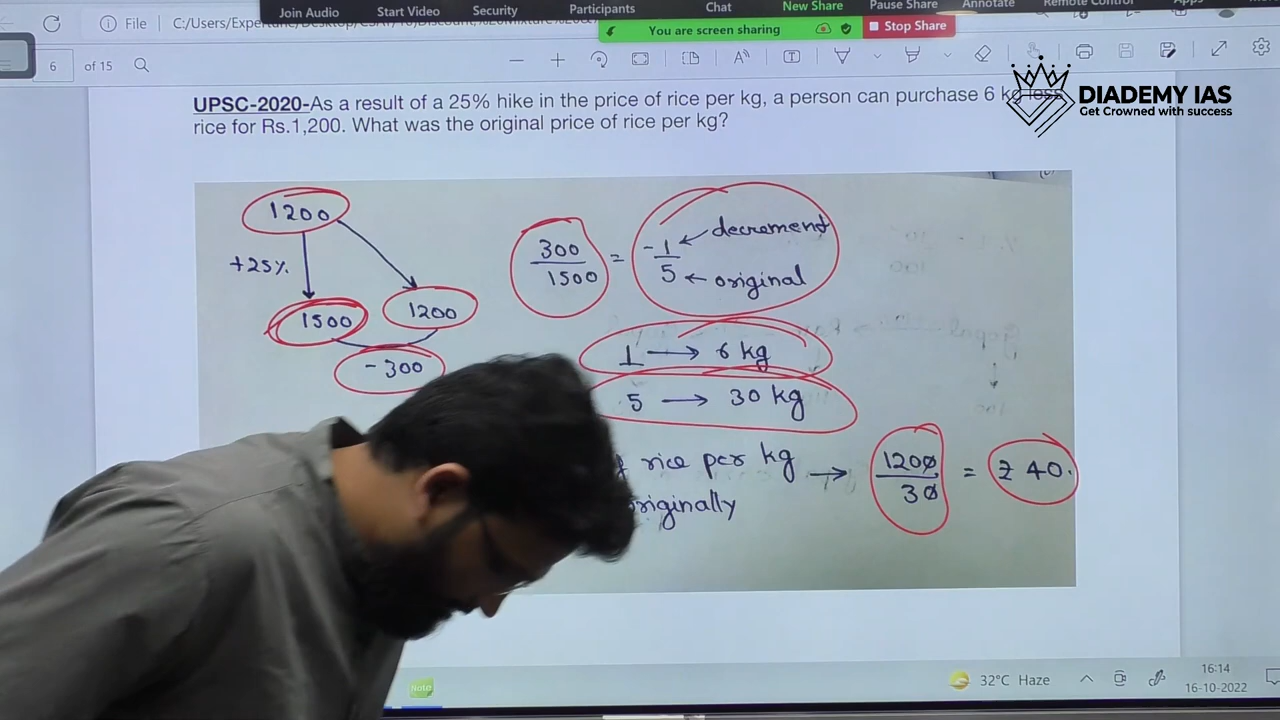 Join Audio Start Video Security Participants Chat New Share Pause Share Annotate Remote Control Apps
You are screen sharing Stop Share
File
6 of 15
UPSC-2020-As a result of a 25% hike in the price of rice per kg, a person can purchase 6 kg less
rice for Rs.1,200. What was the original price of rice per kg?
DIADEMY IAS
Get Crowned with success
1200
+25%
1500 1200
-300
300/1500 = -1/5
decrement
original
1 → 6 kg
5 → 30 kg
rice per kg → 1200/30 = ₹ 40.
originally
Note
32°C Haze
16:14
16-10-2022